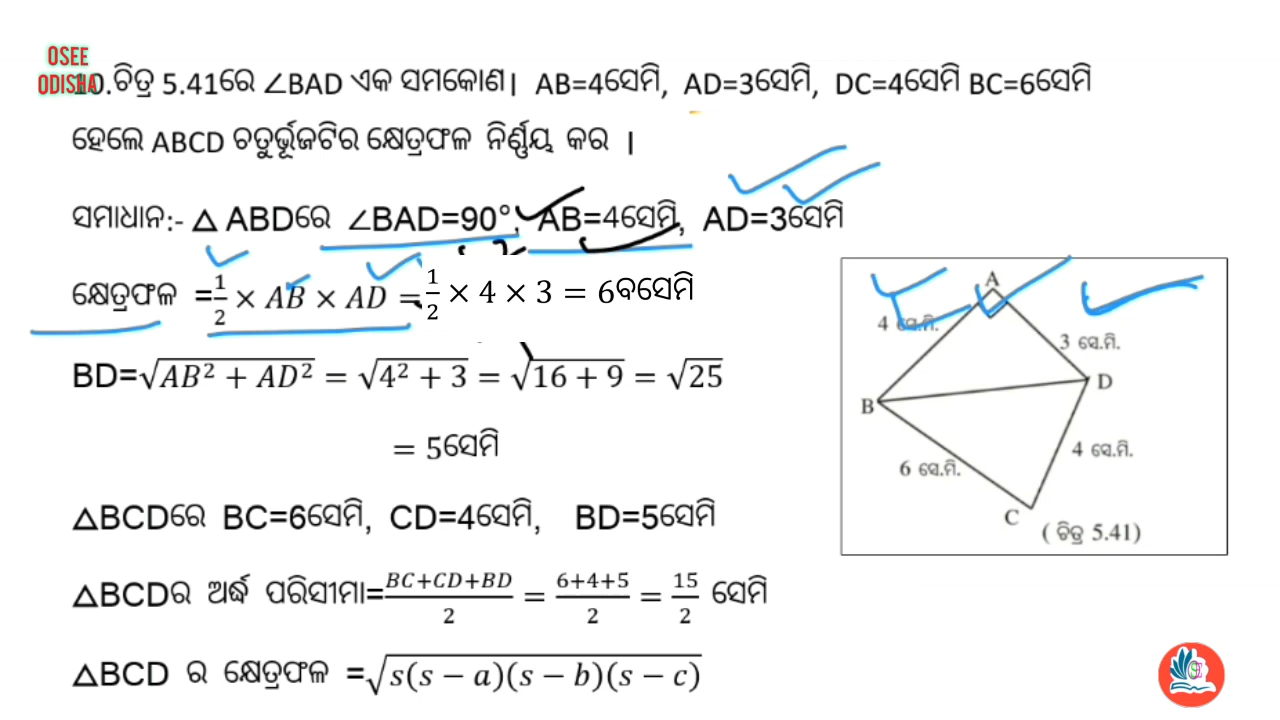 OSEE
ODISHA
10.ଚିତ୍ର 5.41ରେ ∠BAD ଏକ ସମକୋଣ। AB=4ସେମି, AD=3ସେମି, DC=4ସେମି BC=6ସେମି
ହେଲେ ABCD ଚତୁର୍ଭୂଜଟିର କ୍ଷେତ୍ରଫଳ ନିର୍ଣ୍ଣୟ କର ।
ସମାଧାନ:- △ ABDରେ ∠BAD=90°, AB=4ସେମି, AD=3ସେମି
କ୍ଷେତ୍ରଫଳ =1/2 × AB × AD = 1/2 × 4 × 3 = 6ବସେମି
BD=√(AB² + AD²) = √(4² + 3) = √(16 + 9) = √25
= 5ସେମି
△BCDରେ BC=6ସେମି, CD=4ସେମି, BD=5ସେମି
△BCDର ଅର୍ଦ୍ଧ ପରିସୀମା=(BC+CD+BD)/2 = (6+4+5)/2 = 15/2 ସେମି
△BCD ର କ୍ଷେତ୍ରଫଳ =√(s(s − a)(s − b)(s − c))
A
4 ସେ.ମି.
3 ସେ.ମି.
D
B
4 ସେ.ମି.
6 ସେ.ମି.
C
( ଚିତ୍ର 5.41)